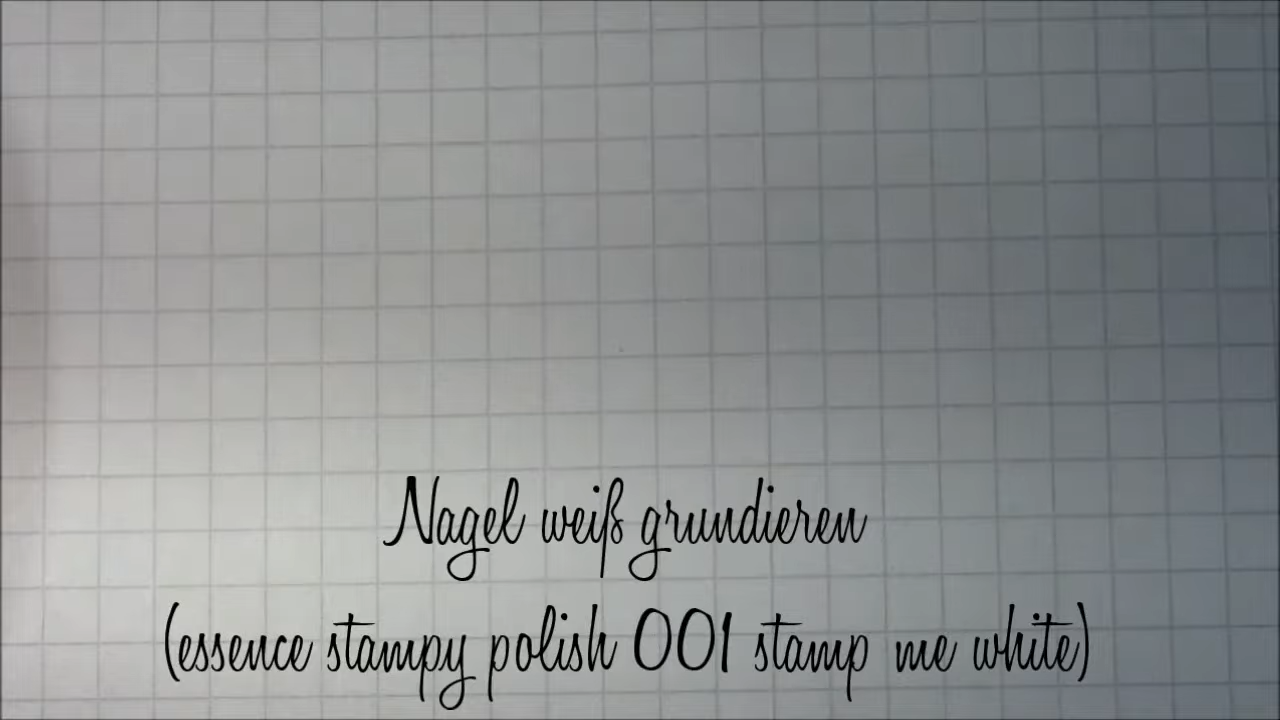 Nagel weiß grundieren
(essence stampy polish 001 stamp me white)